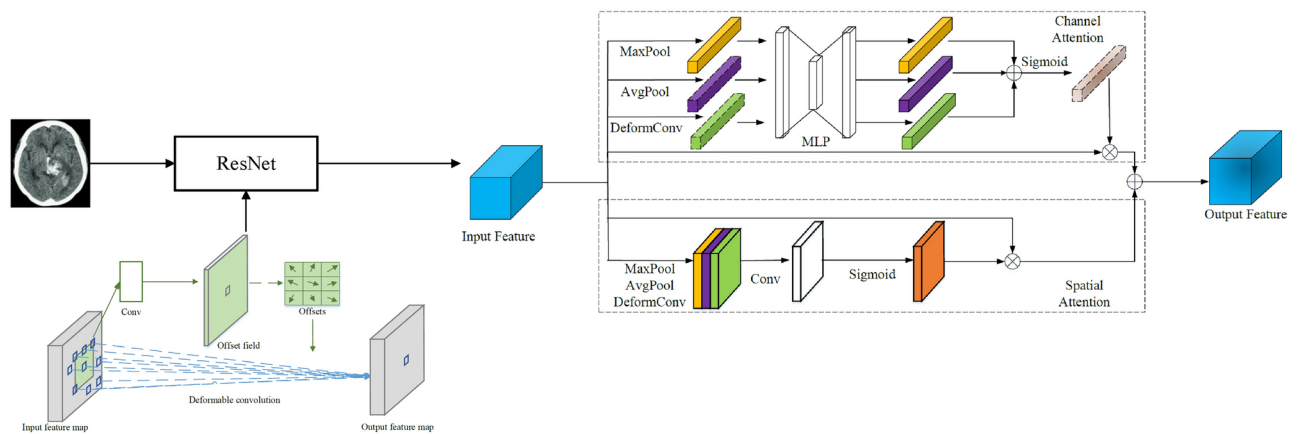 ResNet
Input Feature
MaxPool
AvgPool
DeformConv
MLP
Sigmoid
Channel
Attention
MaxPool
AvgPool
DeformConv
Conv
Sigmoid
Spatial
Attention
Output Feature
Conv
Offset field
Offsets
Deformable convolution
Input feature map
Output feature map